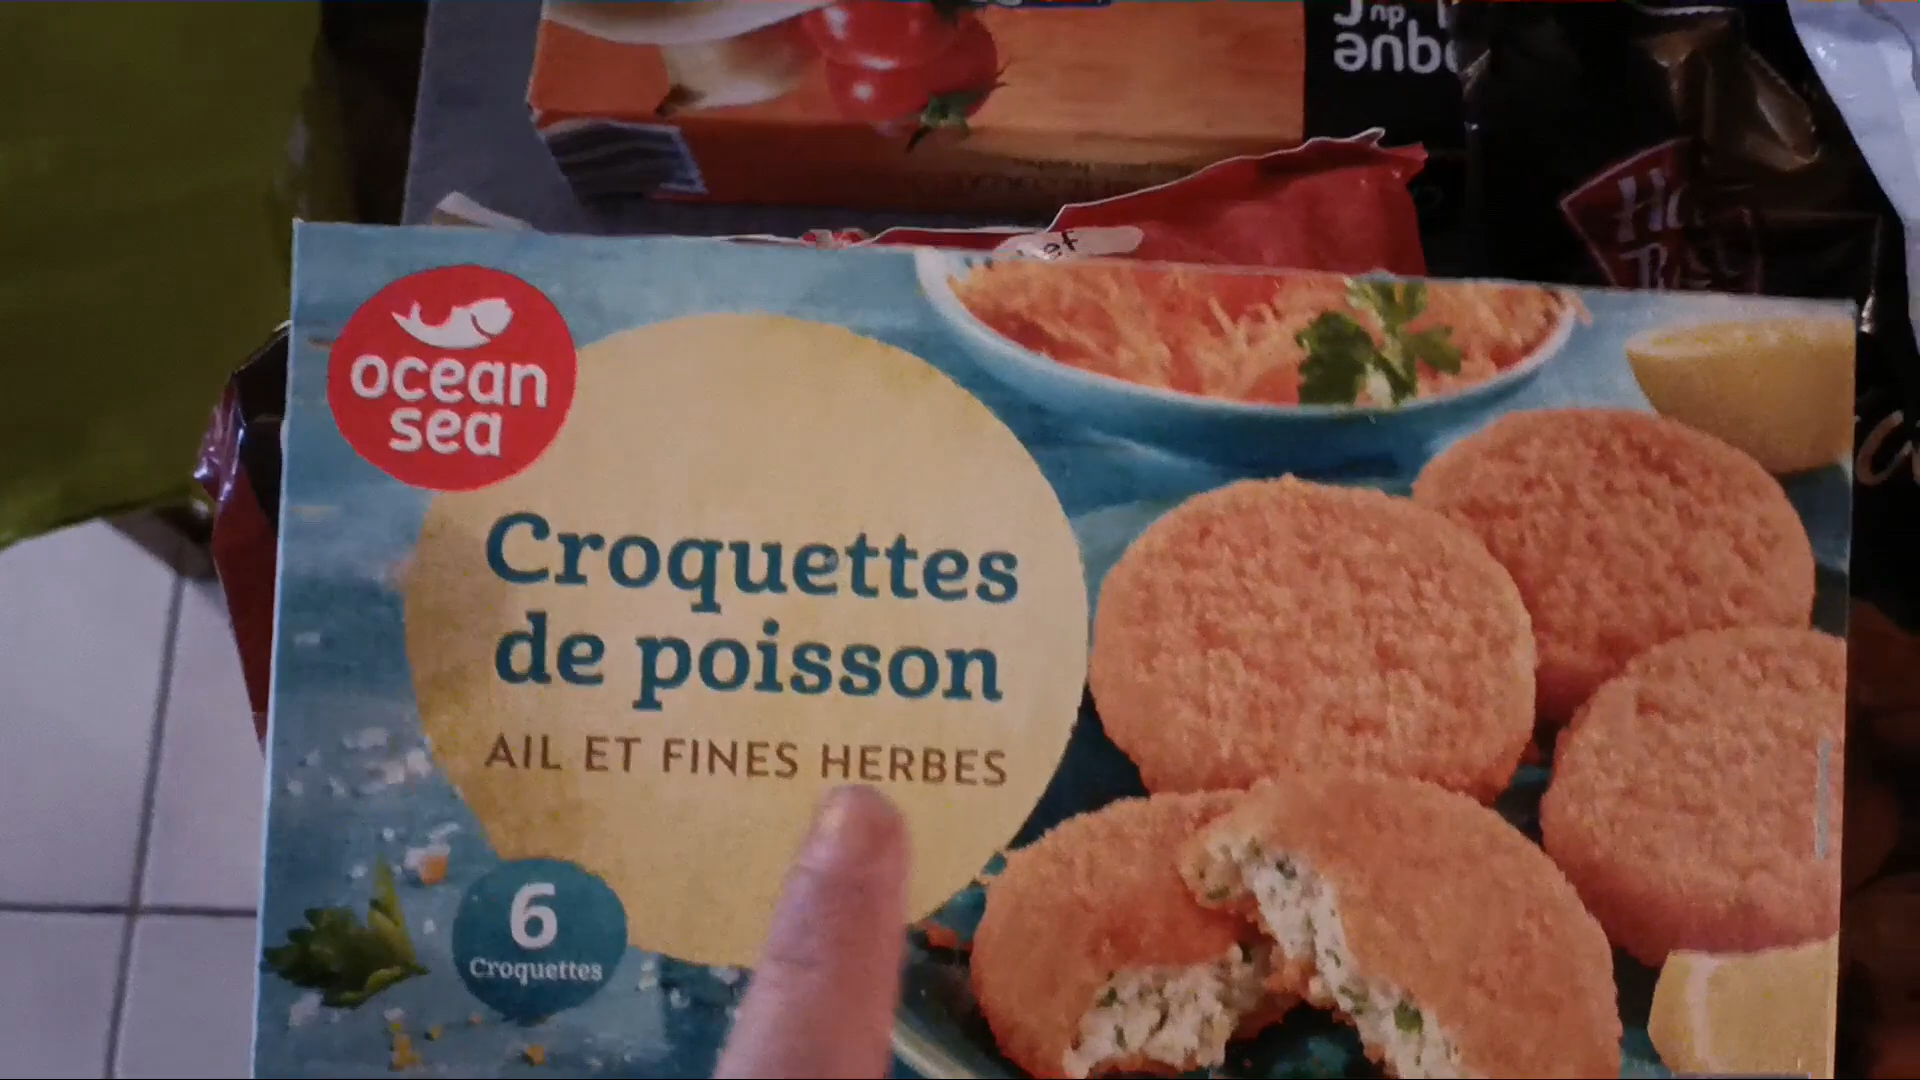 ocean
sea
Croquettes
de poisson
AIL ET FINES HERBES
6
Croquettes